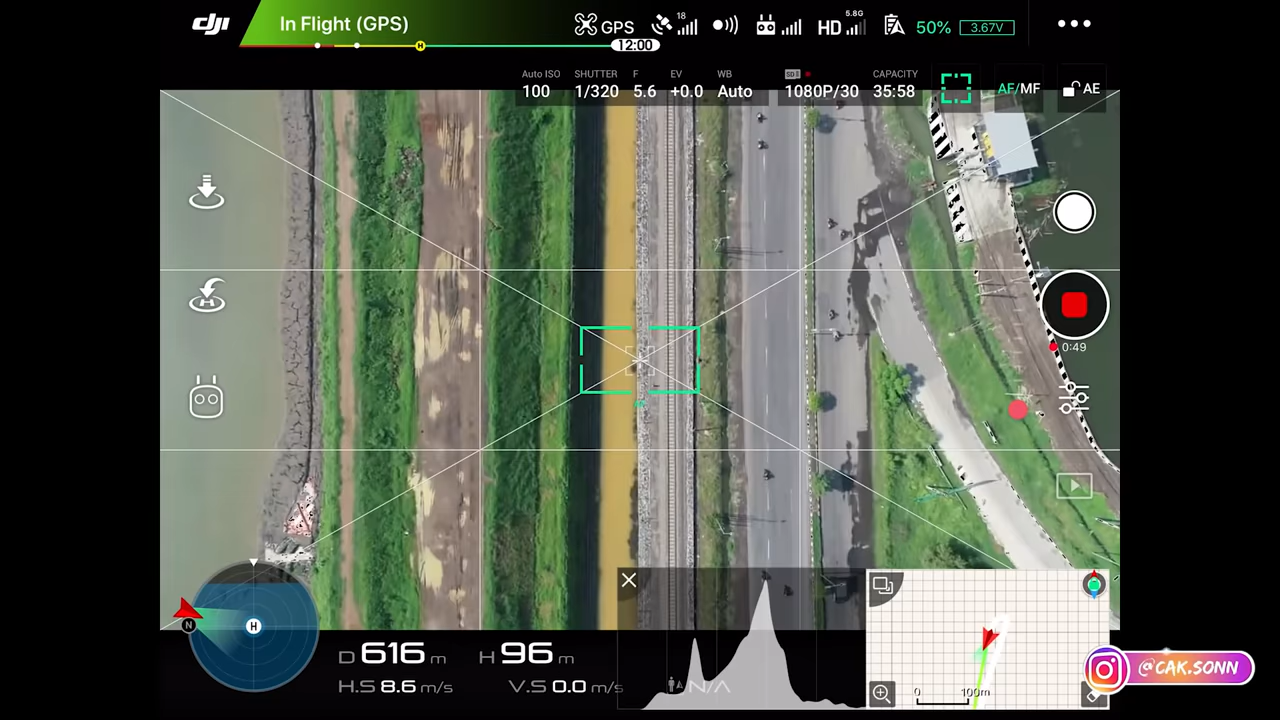 dji In Flight (GPS) GPS 18 HD 5.8G 50% 3.67V
H 12:00
Auto ISO SHUTTER F EV WB SD CAPACITY
100 1/320 5.6 +0.0 Auto 1080P/30 35:58 AF/MF AE
0:49
N H
D 616 m H 96 m
H.S 8.6 m/s V.S 0.0 m/s N/A
0 100m
@CAK.SONN